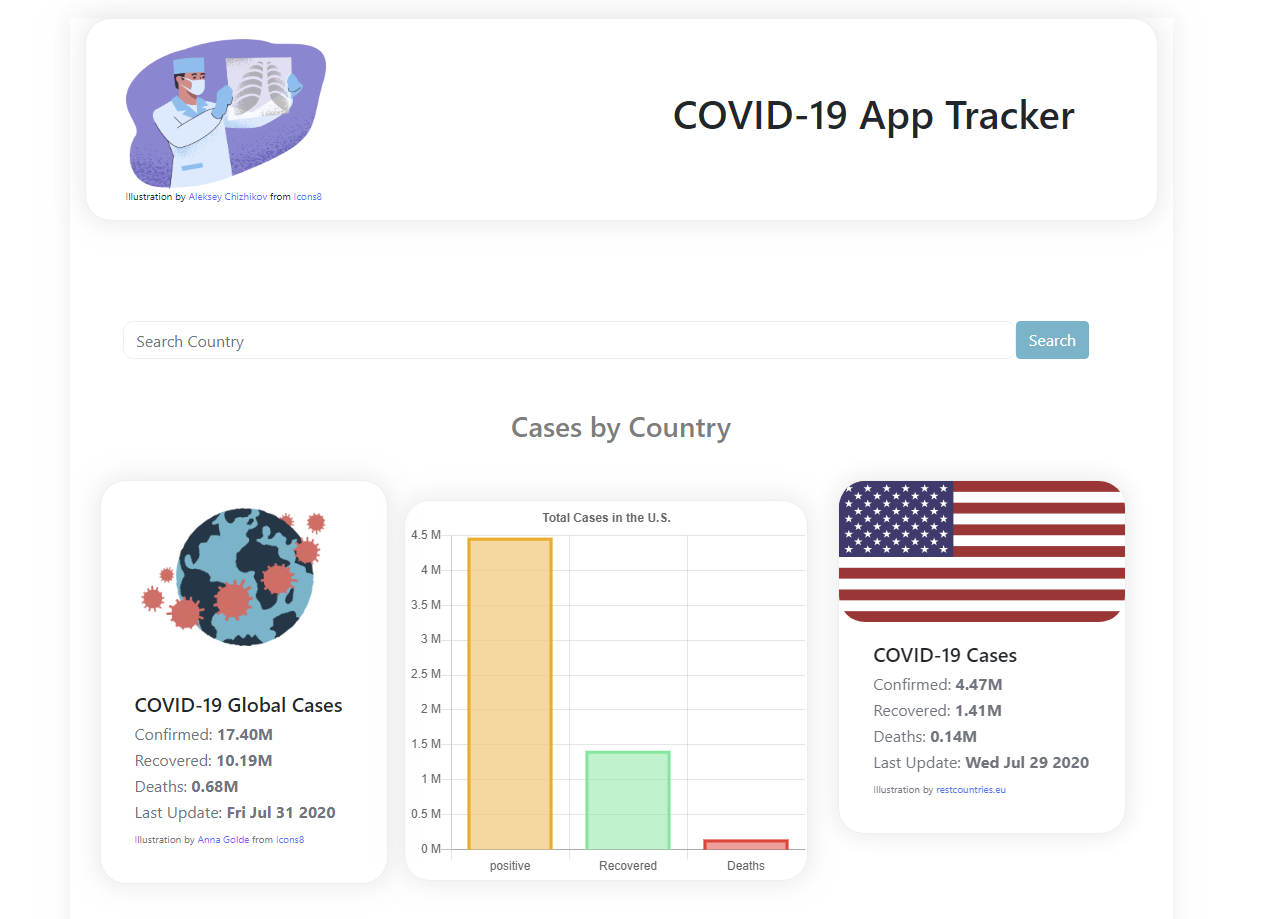 COVID-19 App Tracker
Illustration by Aleksey Chizhikov from Icons8
Search Country
Search
Cases by Country
COVID-19 Global Cases
Confirmed: 17.40M
Recovered: 10.19M
Deaths: 0.68M
Last Update: Fri Jul 31 2020
Illustration by Anna Golde from Icons8
Total Cases in the U.S.
4.5 M
4 M
3.5 M
3 M
2.5 M
2 M
1.5 M
1 M
0.5 M
0 M
positive Recovered Deaths
COVID-19 Cases
Confirmed: 4.47M
Recovered: 1.41M
Deaths: 0.14M
Last Update: Wed Jul 29 2020
Illustration by restcountries.eu